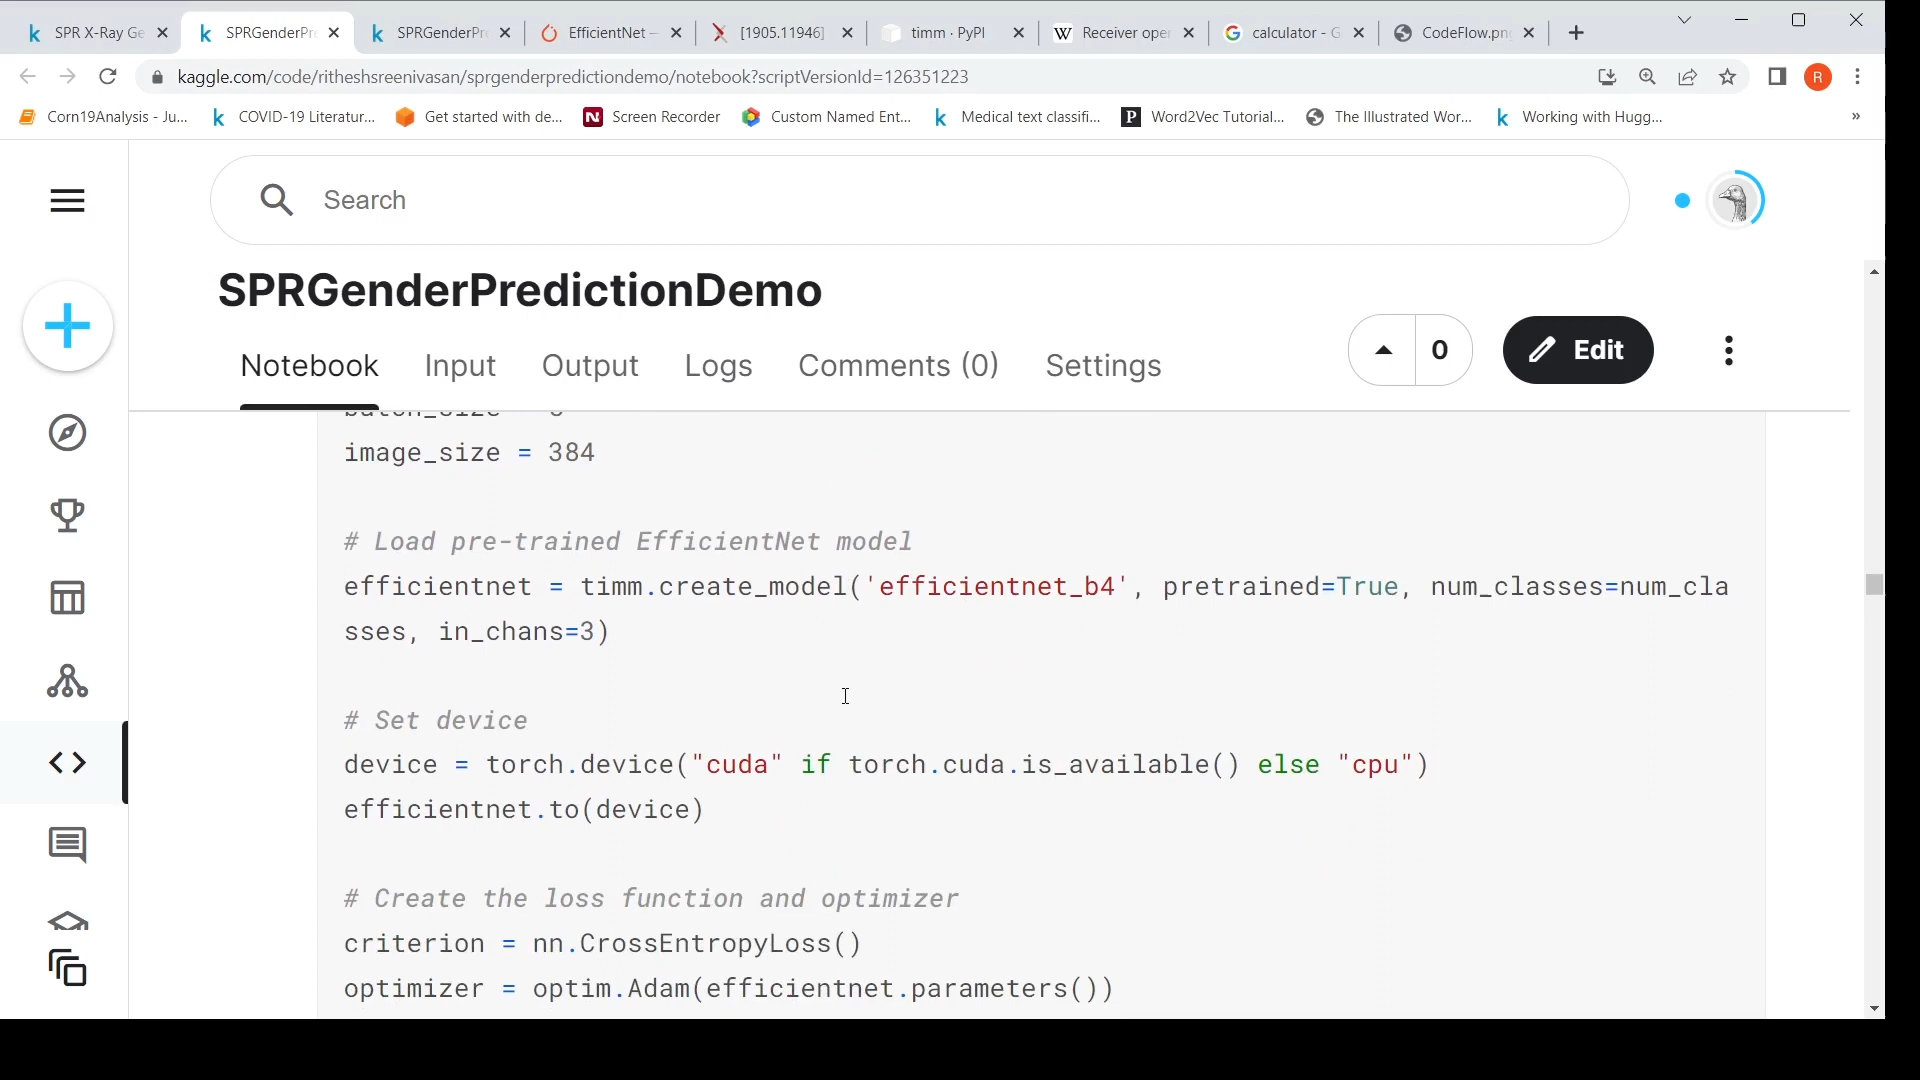 SPR X-Ray Ge
SPRGenderPre
SPRGenderPre
EfficientNet –
[1905.11946]
timm · PyPI
Receiver oper
calculator - G
CodeFlow.png
kaggle.com/code/ritheshsreenivasan/sprgenderpredictiondemo/notebook?scriptVersionId=126351223
R
Corn19Analysis - Ju...
COVID-19 Literatur...
Get started with de...
Screen Recorder
Custom Named Ent...
Medical text classifi...
Word2Vec Tutorial...
The Illustrated Wor...
Working with Hugg...
»
Search
SPRGenderPredictionDemo
Notebook Input Output Logs Comments (0) Settings
0
Edit
image_size = 384
# Load pre-trained EfficientNet model
efficientnet = timm.create_model('efficientnet_b4', pretrained=True, num_classes=num_cla
sses, in_chans=3)
# Set device
device = torch.device("cuda" if torch.cuda.is_available() else "cpu")
efficientnet.to(device)
# Create the loss function and optimizer
criterion = nn.CrossEntropyLoss()
optimizer = optim.Adam(efficientnet.parameters())